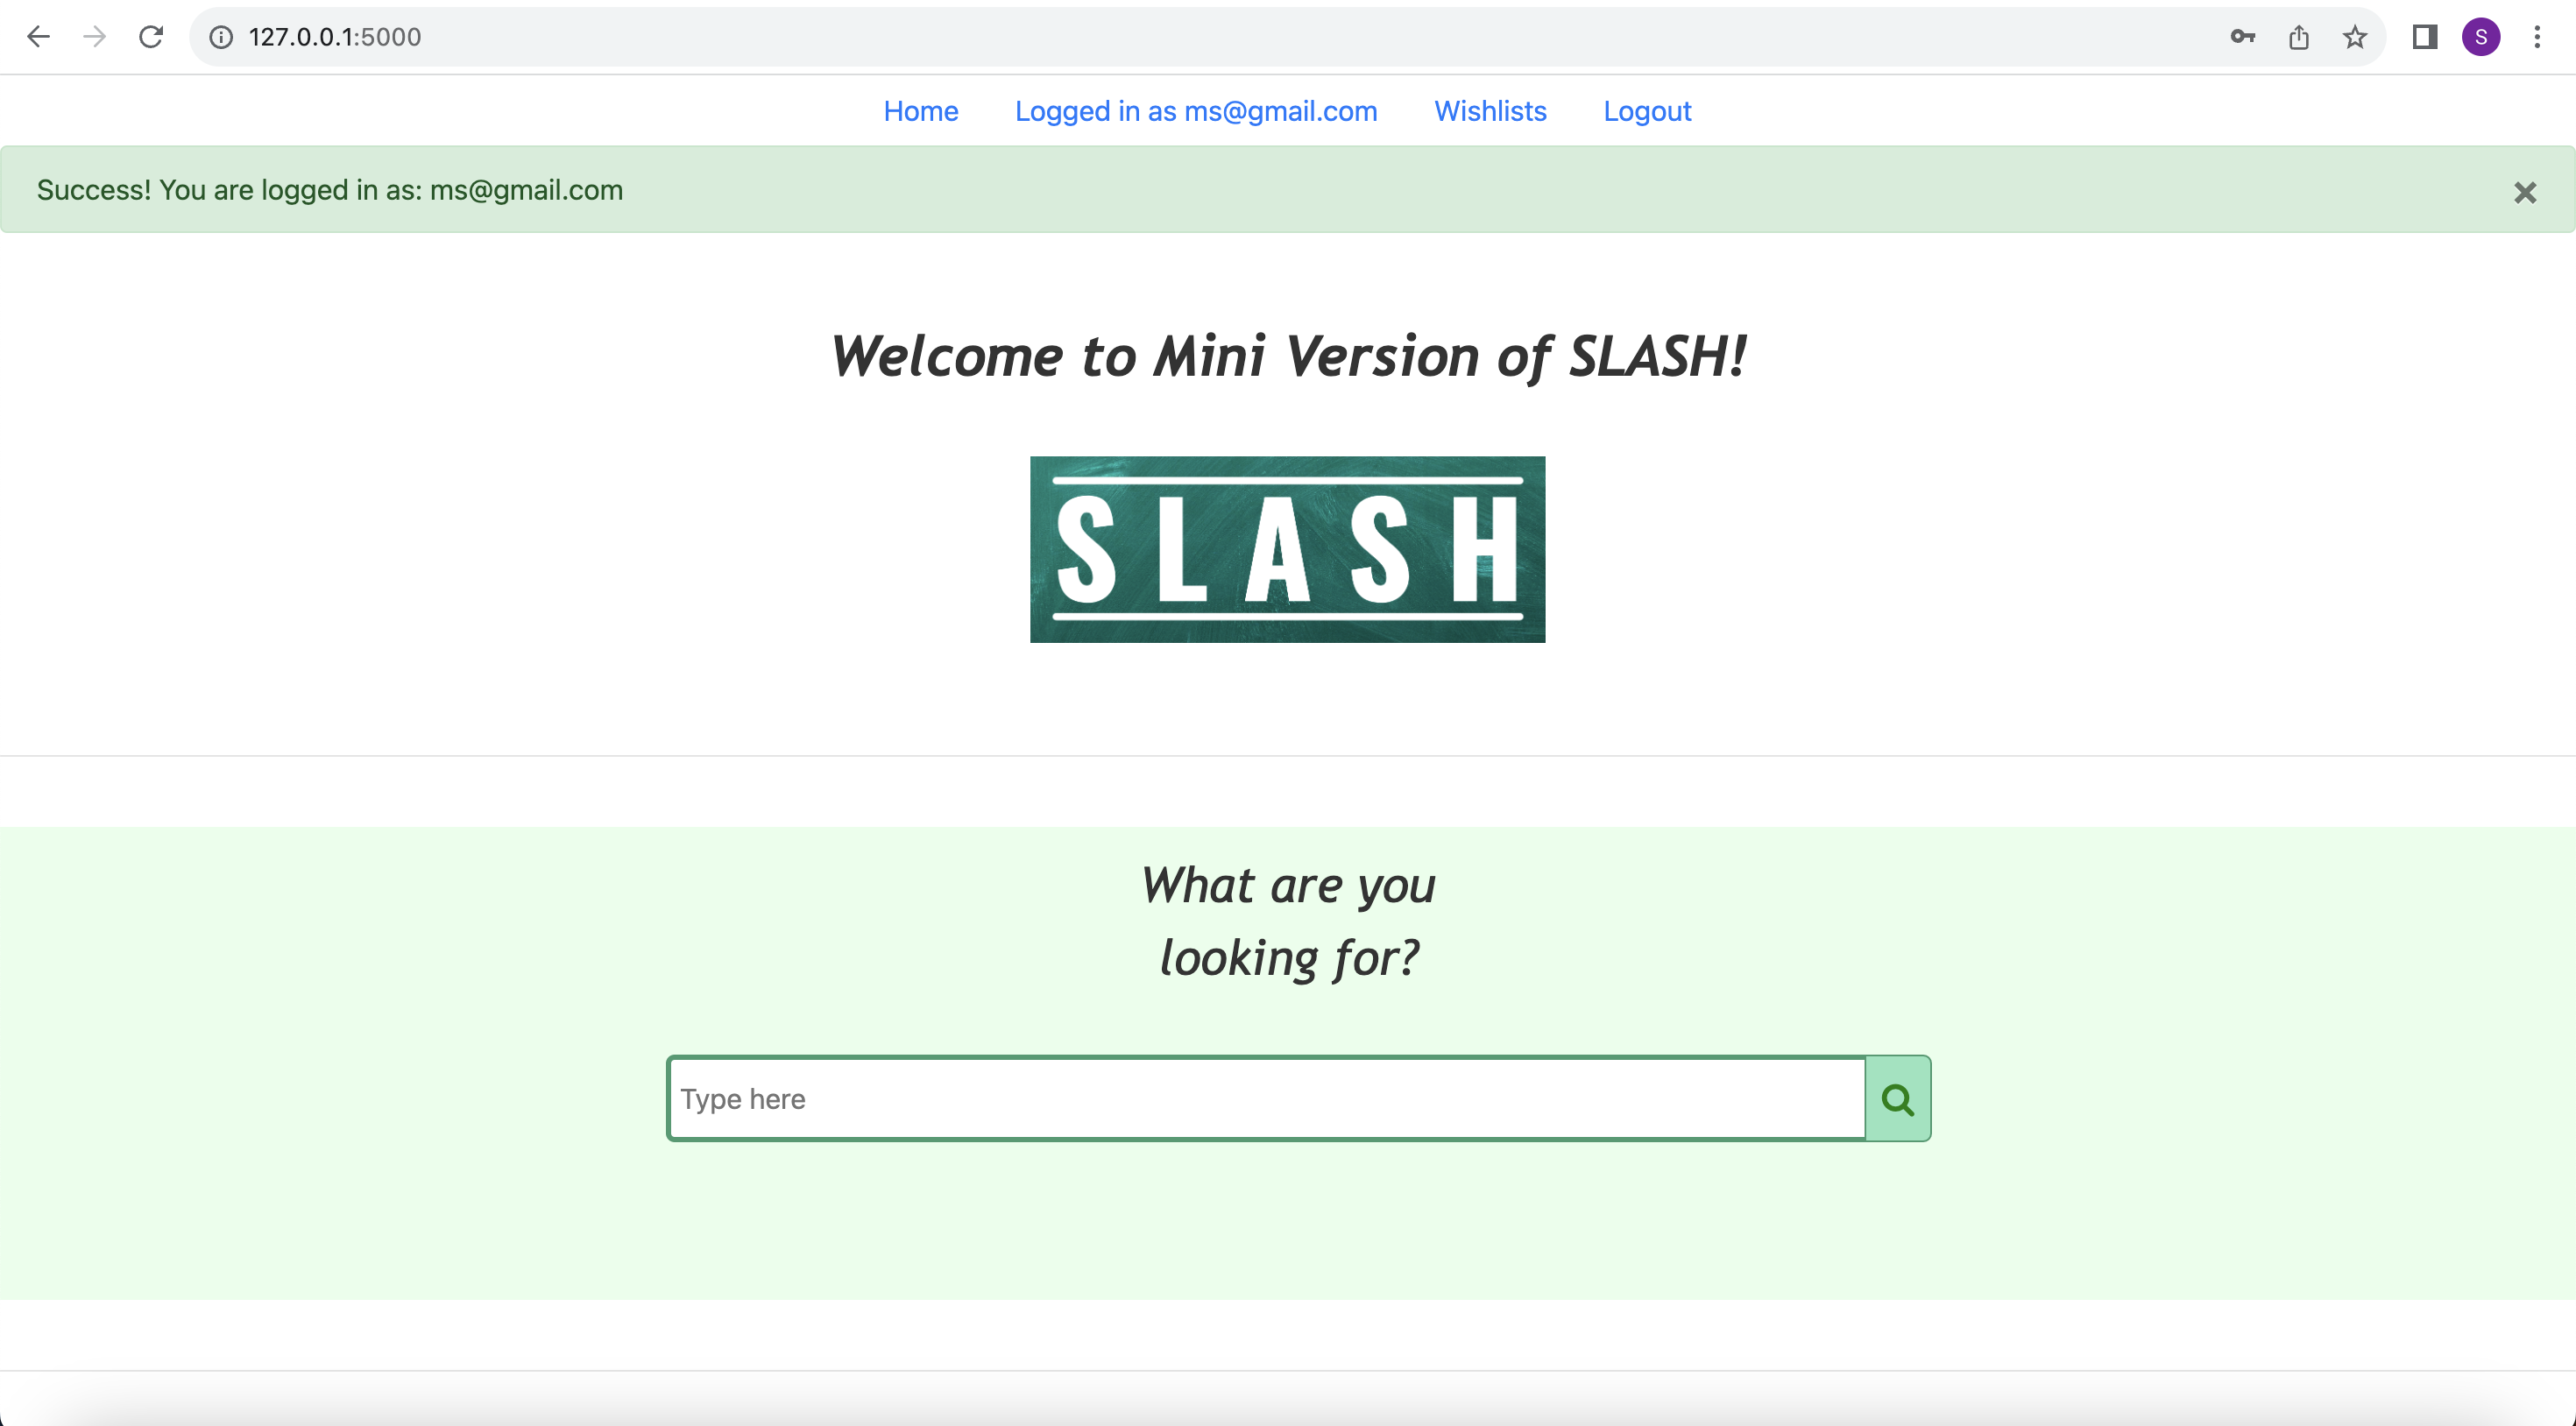 127.0.0.1:5000
S
Home Logged in as ms@gmail.com Wishlists Logout
Success! You are logged in as: ms@gmail.com
Welcome to Mini Version of SLASH!
SLASH
What are you
looking for?
Type here